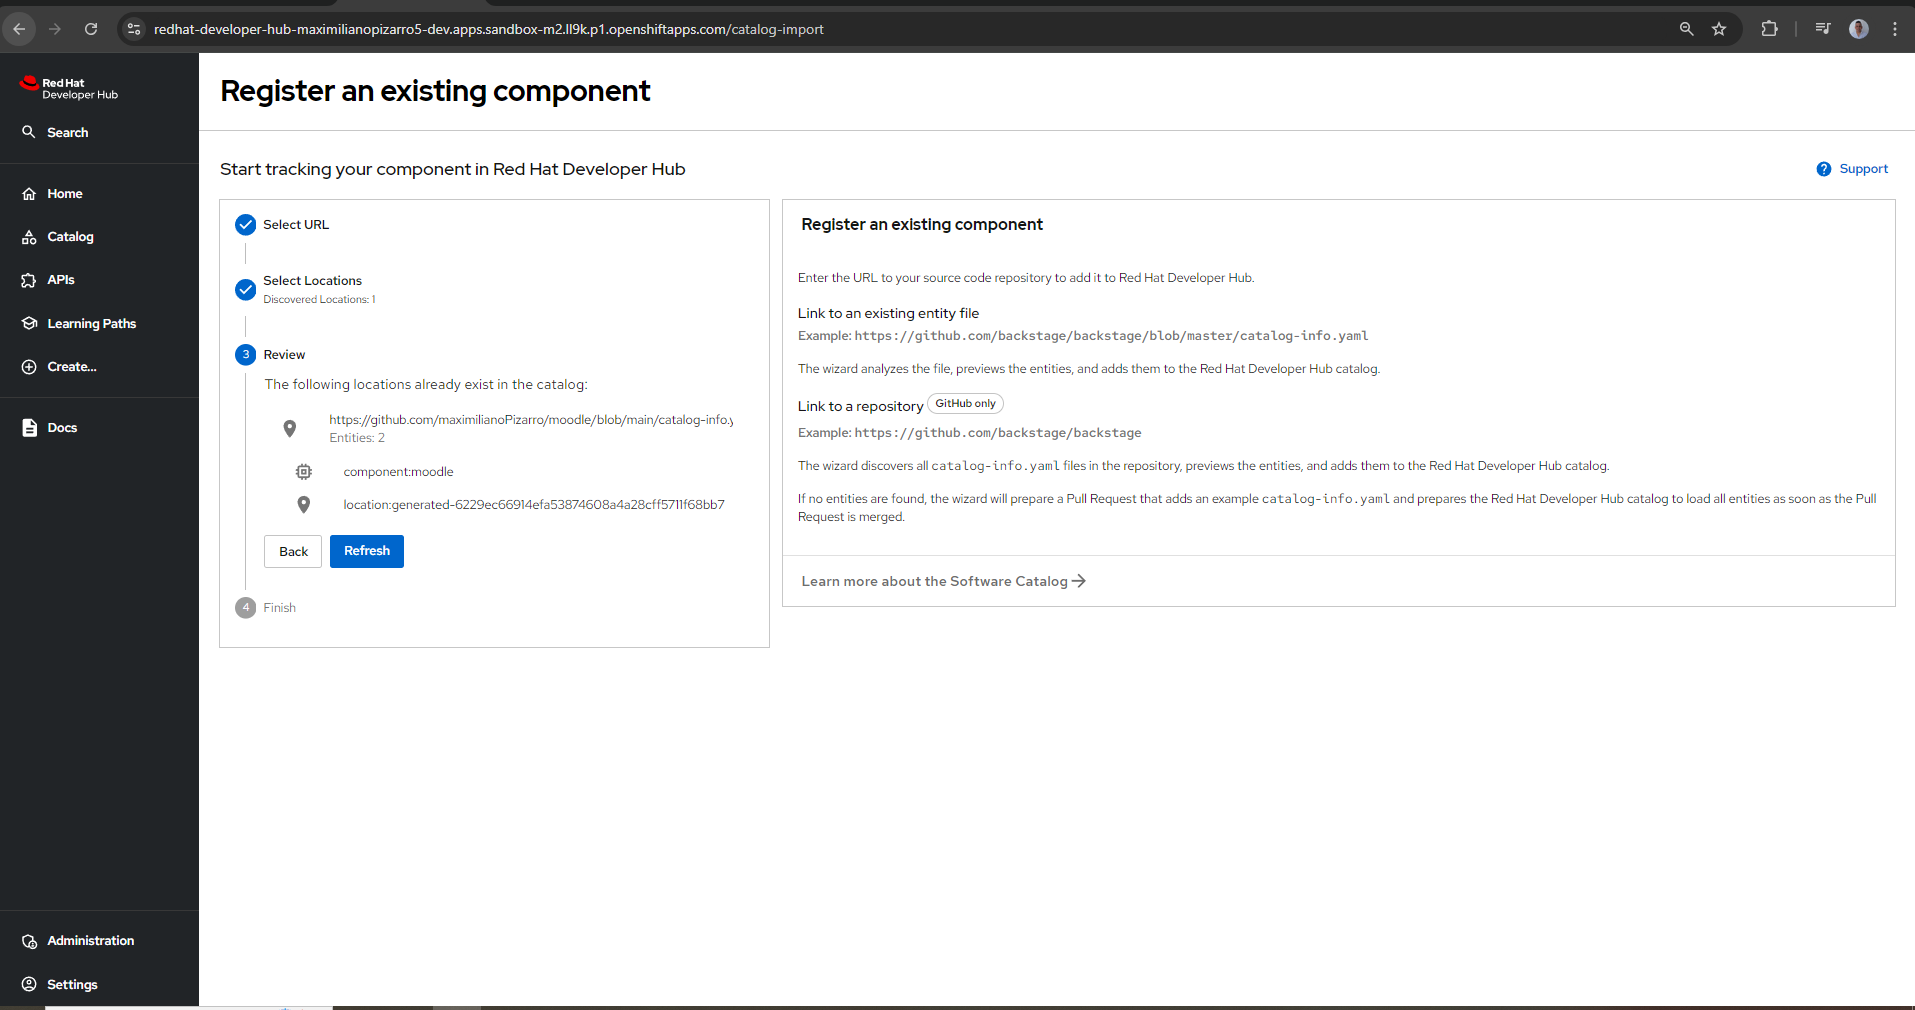 redhat-developer-hub-maximilianopizarro5-dev.apps.sandbox-m2.ll9k.p1.openshiftapps.com/catalog-import
Red Hat
Developer Hub
Search
Home
Catalog
APIs
Learning Paths
Create...
Docs
Administration
Settings
Register an existing component
Start tracking your component in Red Hat Developer Hub
Support
Select URL
Select Locations
Discovered Locations: 1
3 Review
The following locations already exist in the catalog:
https://github.com/maximilianoPizarro/moodle/blob/main/catalog-info.y
Entities: 2
component:moodle
location:generated-6229ec66914efa53874608a4a28cff5711f68bb7
Back Refresh
4 Finish
Register an existing component
Enter the URL to your source code repository to add it to Red Hat Developer Hub.
Link to an existing entity file
Example: https://github.com/backstage/backstage/blob/master/catalog-info.yaml
The wizard analyzes the file, previews the entities, and adds them to the Red Hat Developer Hub catalog.
Link to a repository GitHub only
Example: https://github.com/backstage/backstage
The wizard discovers all catalog-info.yaml files in the repository, previews the entities, and adds them to the Red Hat Developer Hub catalog.
If no entities are found, the wizard will prepare a Pull Request that adds an example catalog-info.yaml and prepares the Red Hat Developer Hub catalog to load all entities as soon as the Pull
Request is merged.
Learn more about the Software Catalog